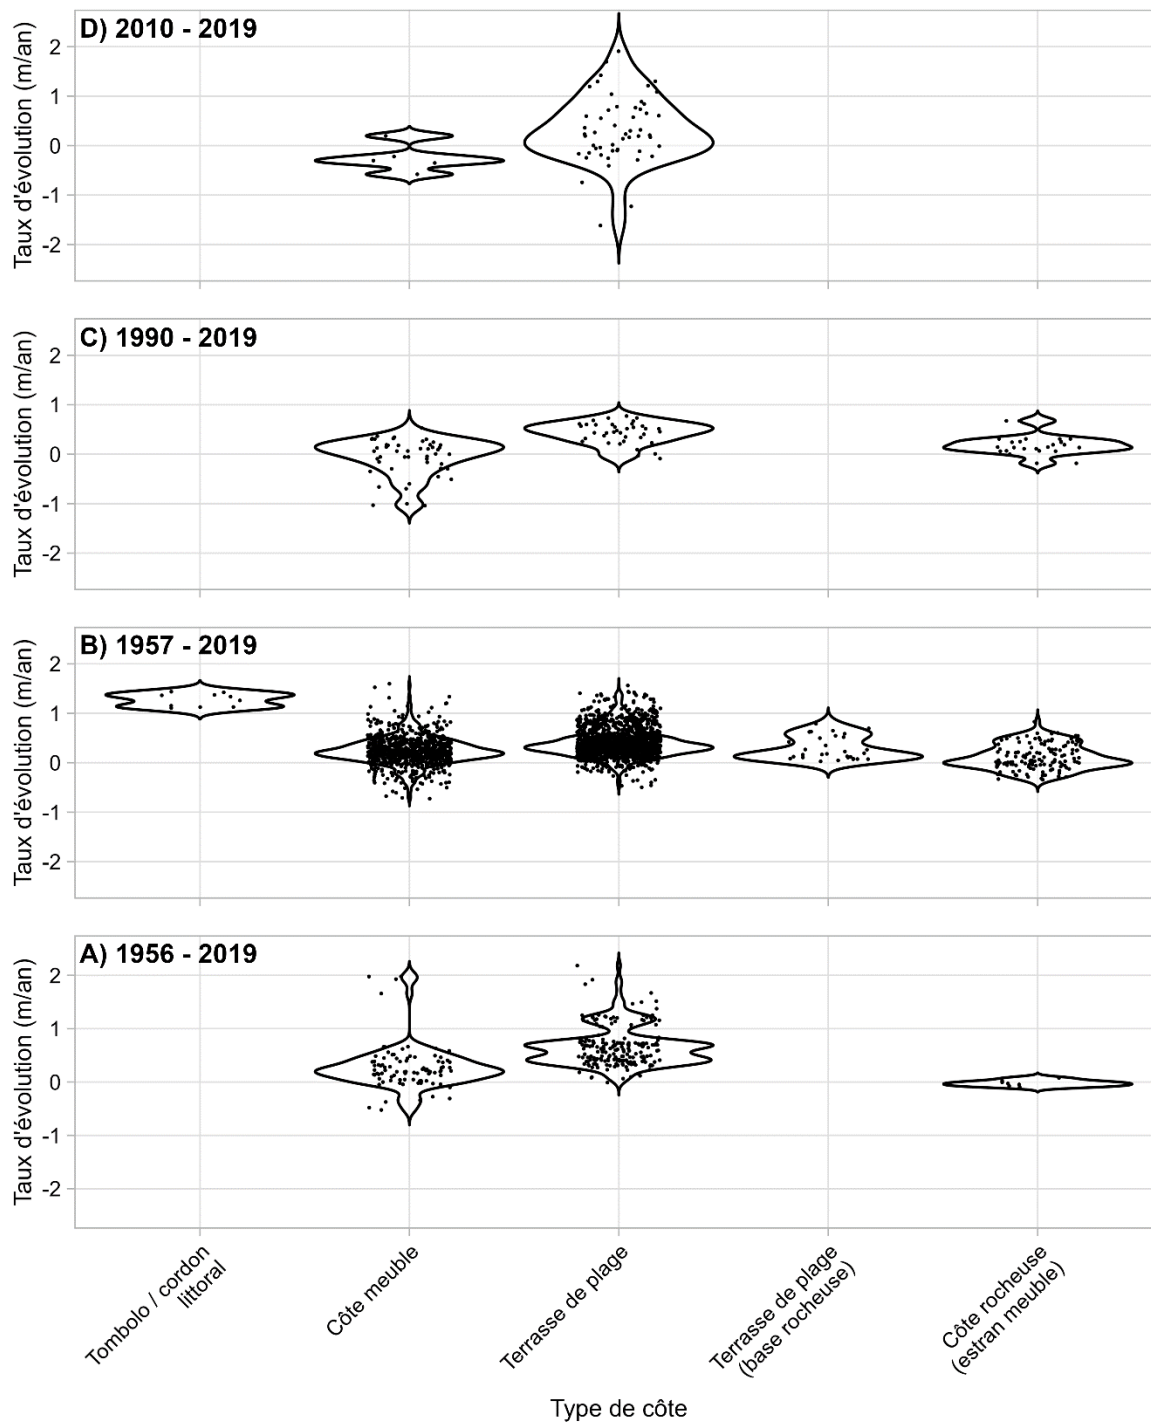 D) 2010 - 2019
Taux d'évolution (m/an)
2
1
0
-1
-2
C) 1990 - 2019
Taux d'évolution (m/an)
2
1
0
-1
-2
B) 1957 - 2019
Taux d'évolution (m/an)
2
1
0
-1
-2
A) 1956 - 2019
Taux d'évolution (m/an)
2
1
0
-1
-2
Tombolo / cordon
littoral
Côte meuble
Terrasse de plage
Terrasse de plage
(base rocheuse)
Côte rocheuse
(estran meuble)
Type de côte